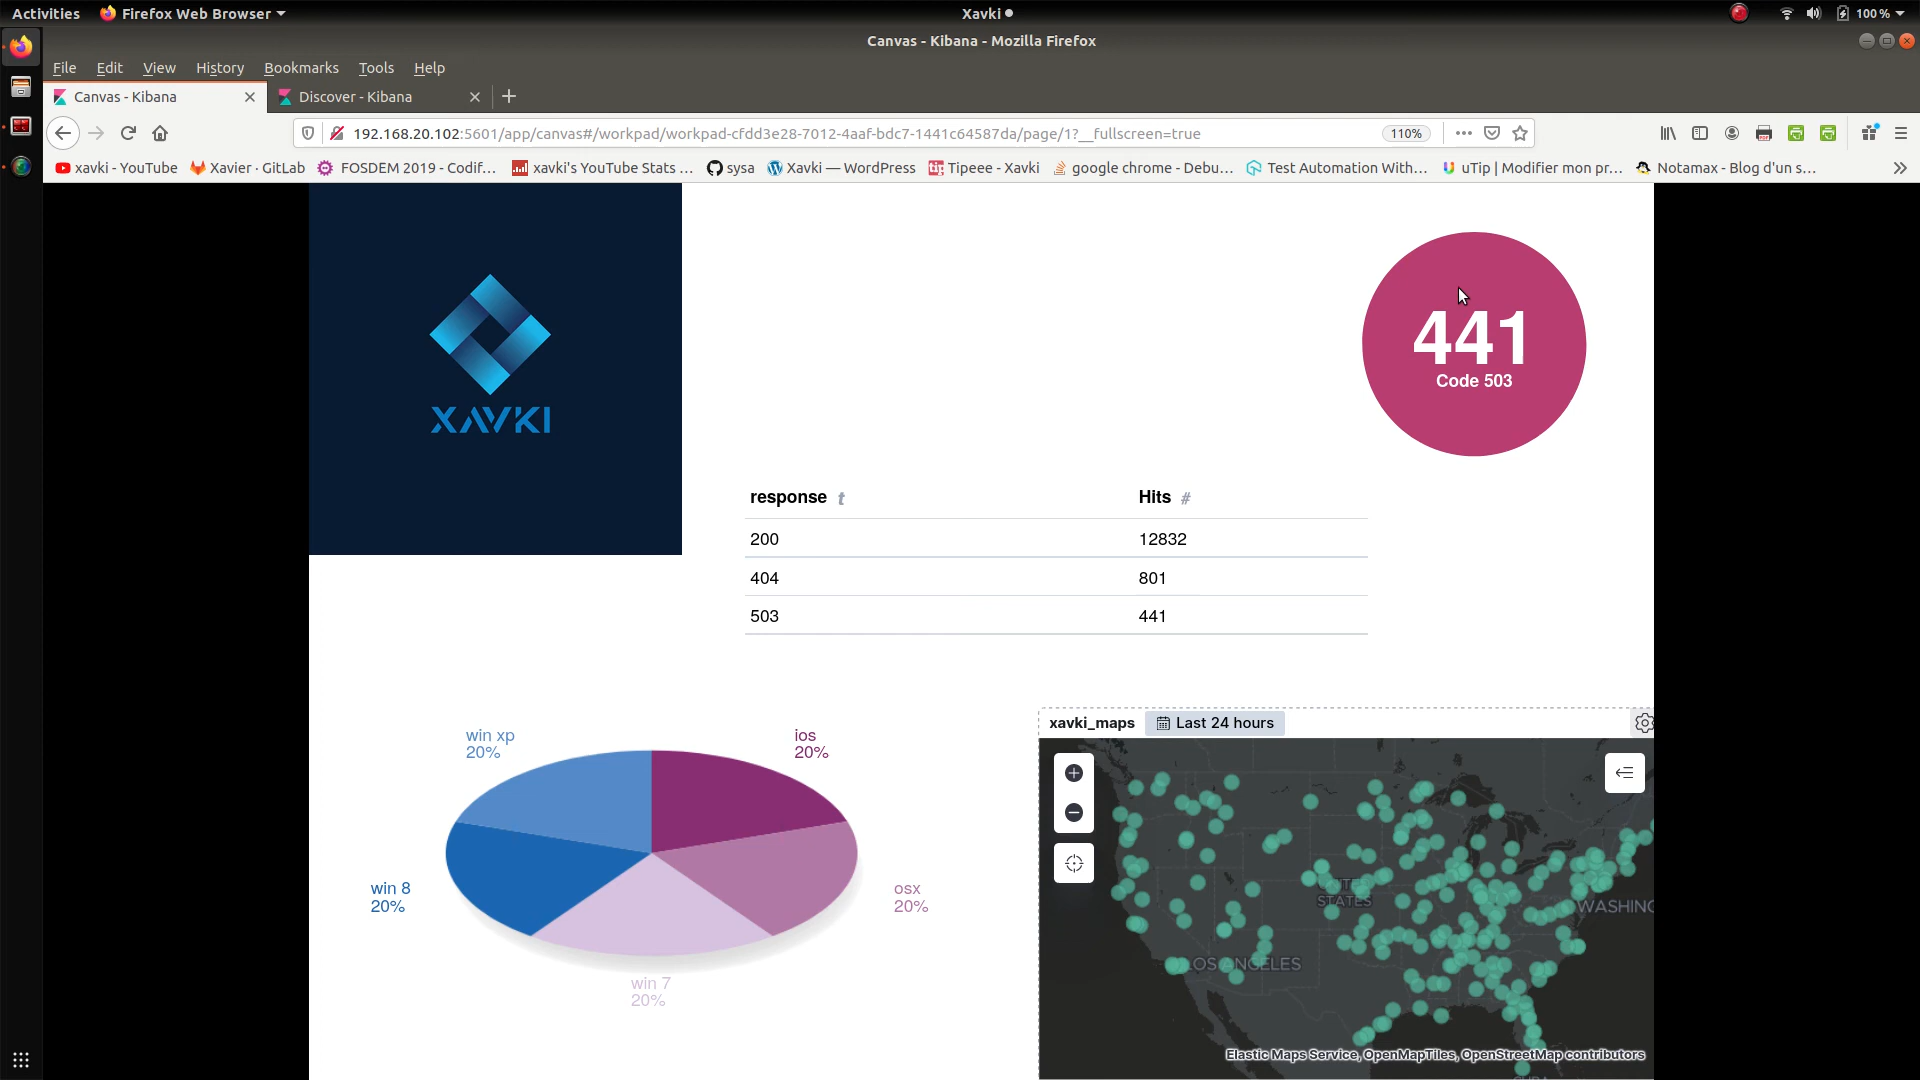 Activities Firefox Web Browser Xavki 100 %
Canvas - Kibana - Mozilla Firefox
File Edit View History Bookmarks Tools Help
Canvas - Kibana Discover - Kibana
192.168.20.102:5601/app/canvas#/workpad/workpad-cfdd3e28-7012-4aaf-bdc7-1441c64587da/page/1?__fullscreen=true 110%
xavki - YouTube Xavier · GitLab FOSDEM 2019 - Codif... xavki's YouTube Stats ... sysa Xavki — WordPress Tipeee - Xavki google chrome - Debu... Test Automation With... uTip | Modifier mon pr... Notamax - Blog d'un s...
XAVKI
441
Code 503
response t Hits #
200 12832
404 801
503 441
win xp
20%
ios
20%
win 8
20%
osx
20%
win 7
20%
xavki_maps Last 24 hours
UNITED
STATES
WASHING
LOS ANGELES
Elastic Maps Service, OpenMapTiles, OpenStreetMap contributors